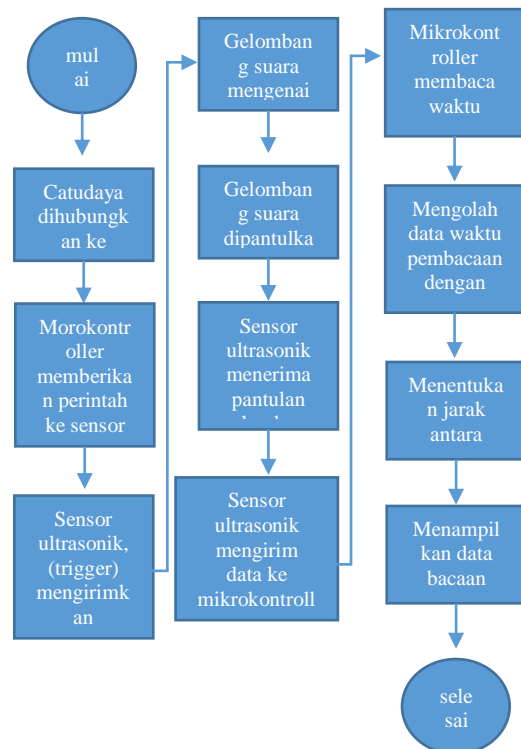 mul
ai
Catudaya
dihubungk
an ke
Morokontr
oller
memberika
n perintah
ke sensor
Sensor
ultrasonik,
(trigger)
mengirimk
an
Gelomban
g suara
mengenai
Gelomban
g suara
dipantulka
Sensor
ultrasonik
menerima
pantulan
Sensor
ultrasonik
mengirim
data ke
mikrokontroll
Mikrokont
roller
membaca
waktu
Mengolah
data waktu
pembacaan
dengan
Menentuka
n jarak
antara
Menampil
kan data
bacaan
sele
sai